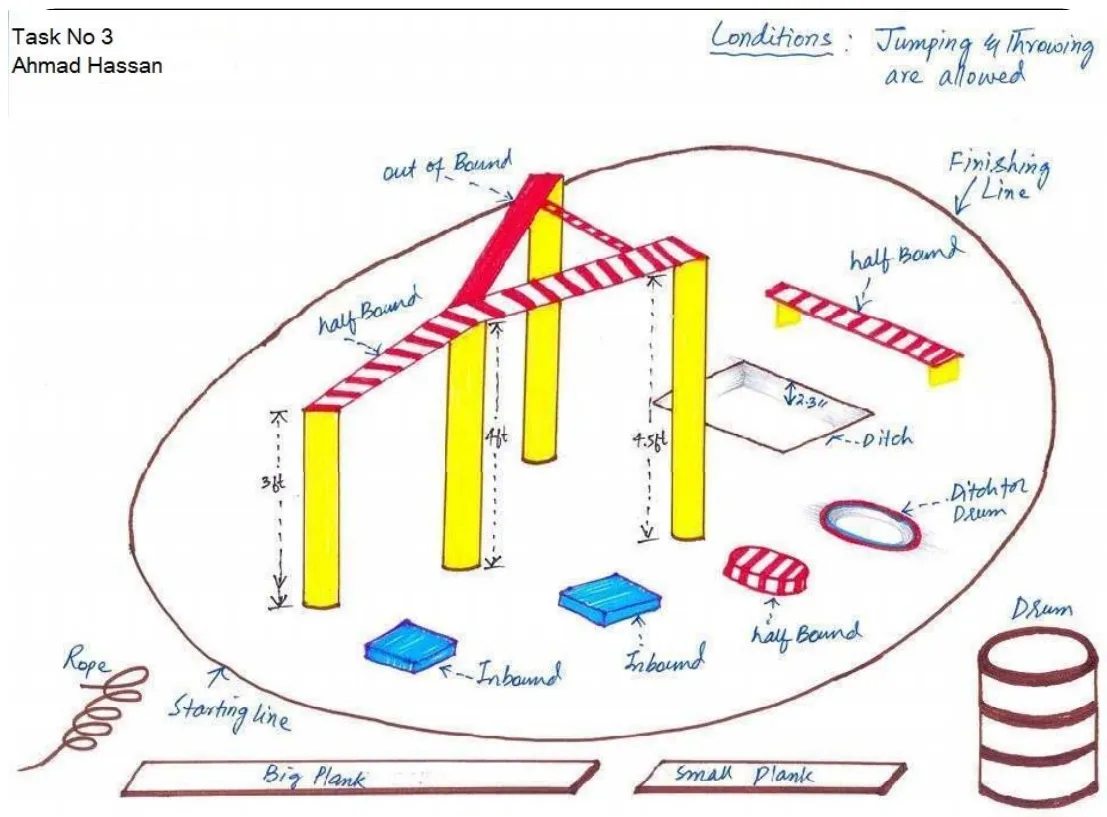 Task No 3
Ahmad Hassan
Conditions : Jumping & Throwing
are allowed
out of Bound
Finishing
Line
half Bound
half Bound
2.3"
4ft
4.5ft
Ditch
3ft
Ditch for
Drum
Drum
half Bound
Inbound
Inbound
Rope
Starting line
Big Plank
Small Plank